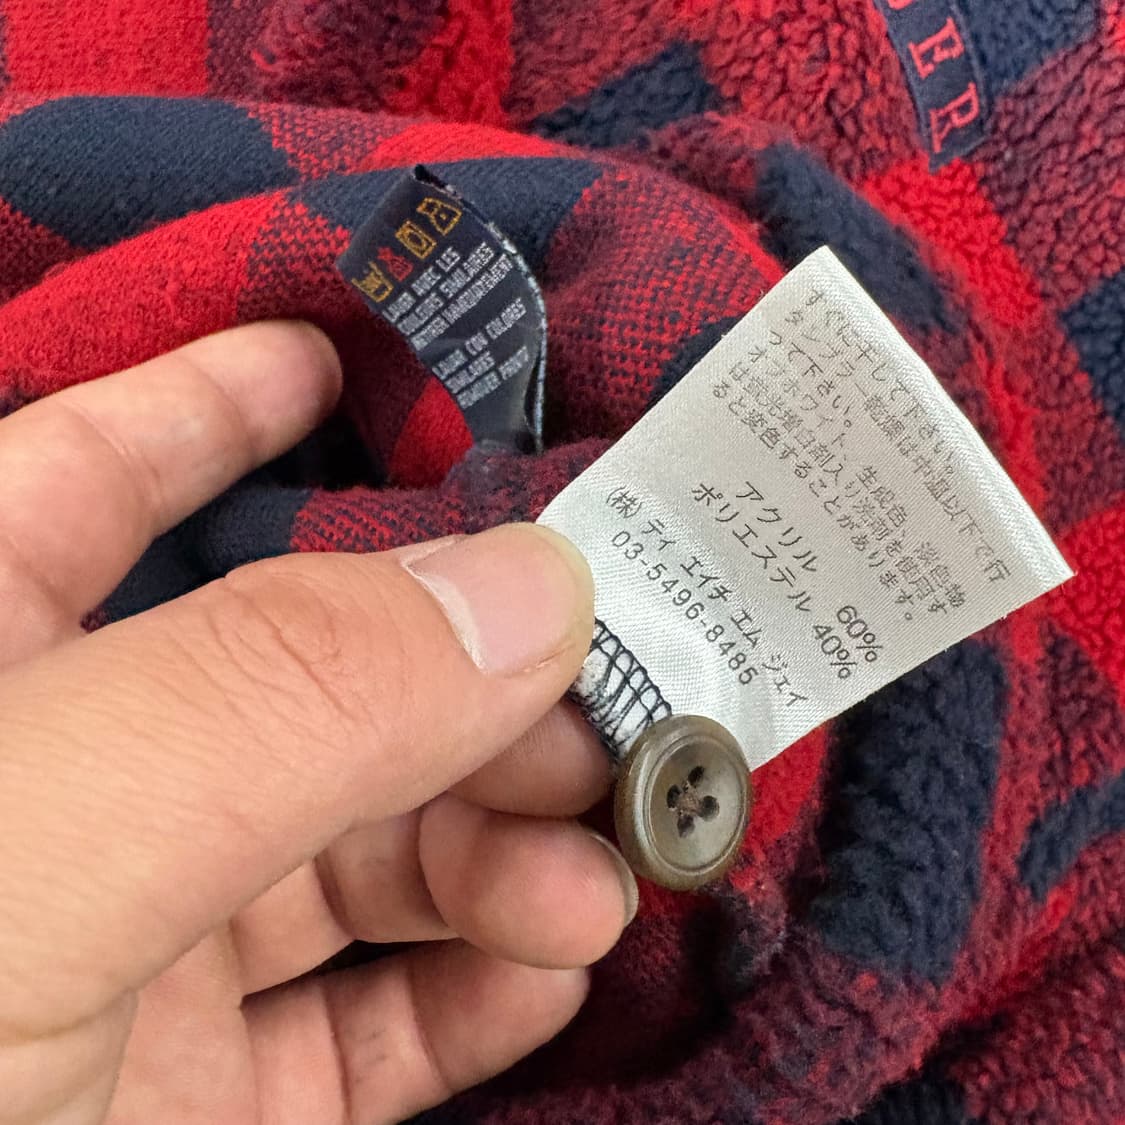 DER
LAVER AVEC LES
COULEURS SIMILAIRES
RETIRER RAPIDEMENT
LAVAR CON COLORES
SIMILARES
すぐに干して下さい。
タンブラー乾燥は中温以下で行
って下さい。
オフホワイト、生成色、淡色物
は蛍光増白剤入り洗剤を使用す
ると変色することがあります。
アクリル 60%
ポリエステル 40%
(株) ティ エイチ エム ジェイ
03-5496-8485